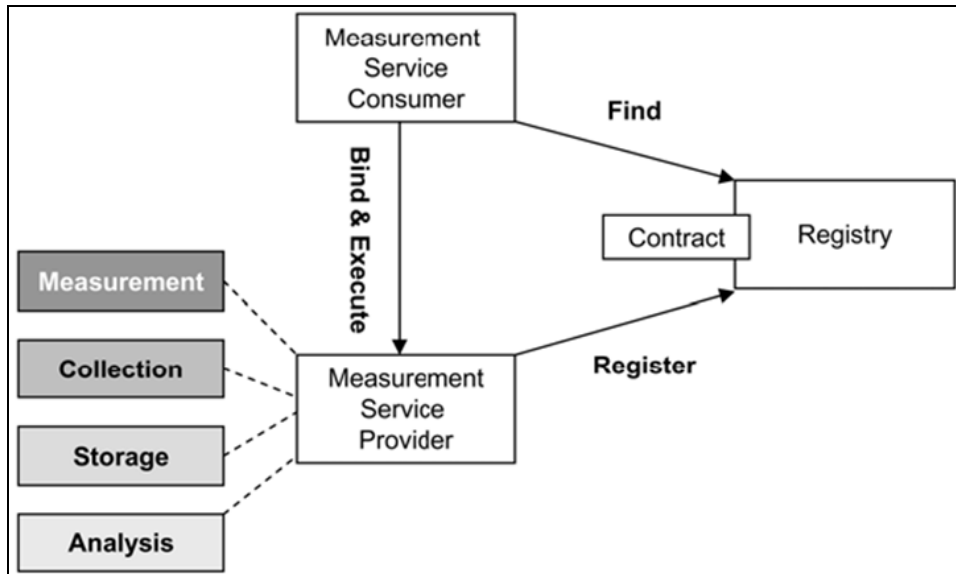 Measurement
Service
Consumer
Find
Bind & Execute
Contract
Registry
Measurement
Collection
Storage
Analysis
Measurement
Service
Provider
Register